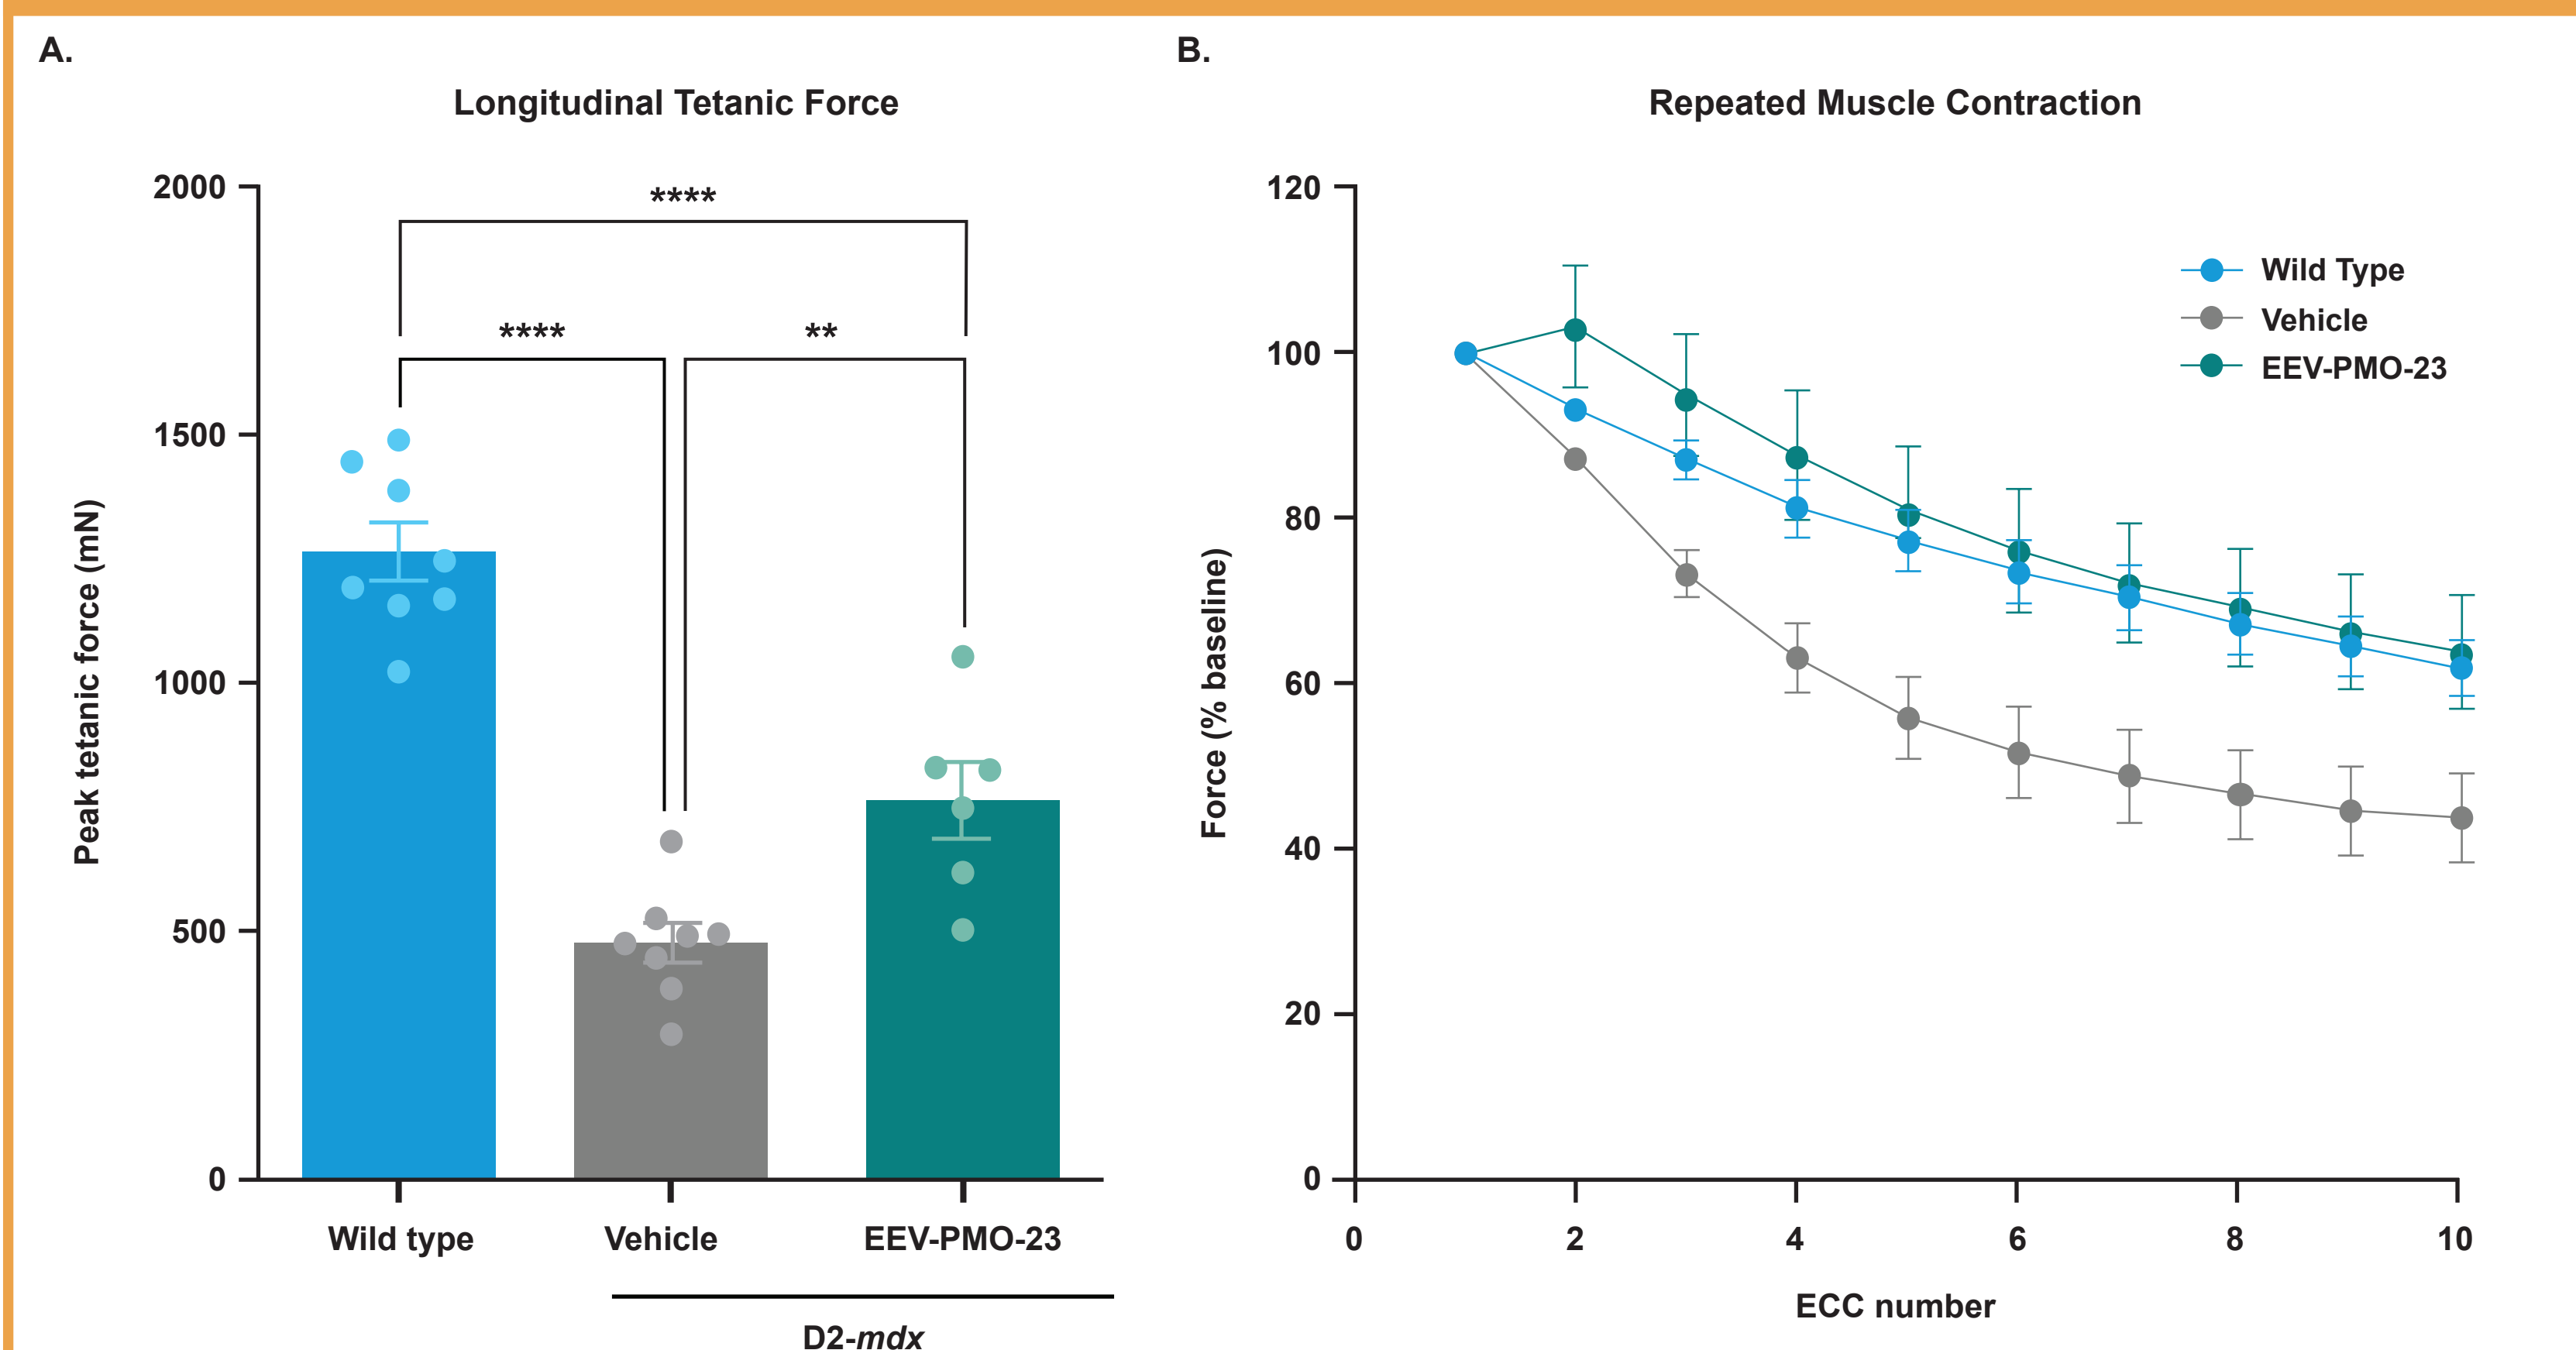 A.
Longitudinal Tetanic Force
Peak tetanic force (mN)
2000
1500
1000
500
0
****
****
**
Wild type
Vehicle
EEV-PMO-23
D2-mdx
B.
Repeated Muscle Contraction
Force (% baseline)
120
100
80
60
40
20
0
Wild Type
Vehicle
EEV-PMO-23
0 2 4 6 8 10
ECC number